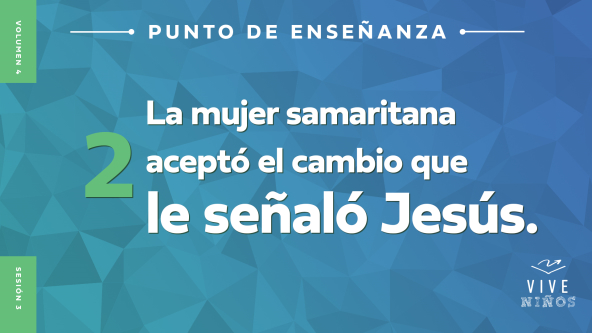 VOLUMEN 4
PUNTO DE ENSEÑANZA
2
La mujer samaritana
aceptó el cambio que
le señaló Jesús.
SESIÓN 3
VIVE
NIÑOS